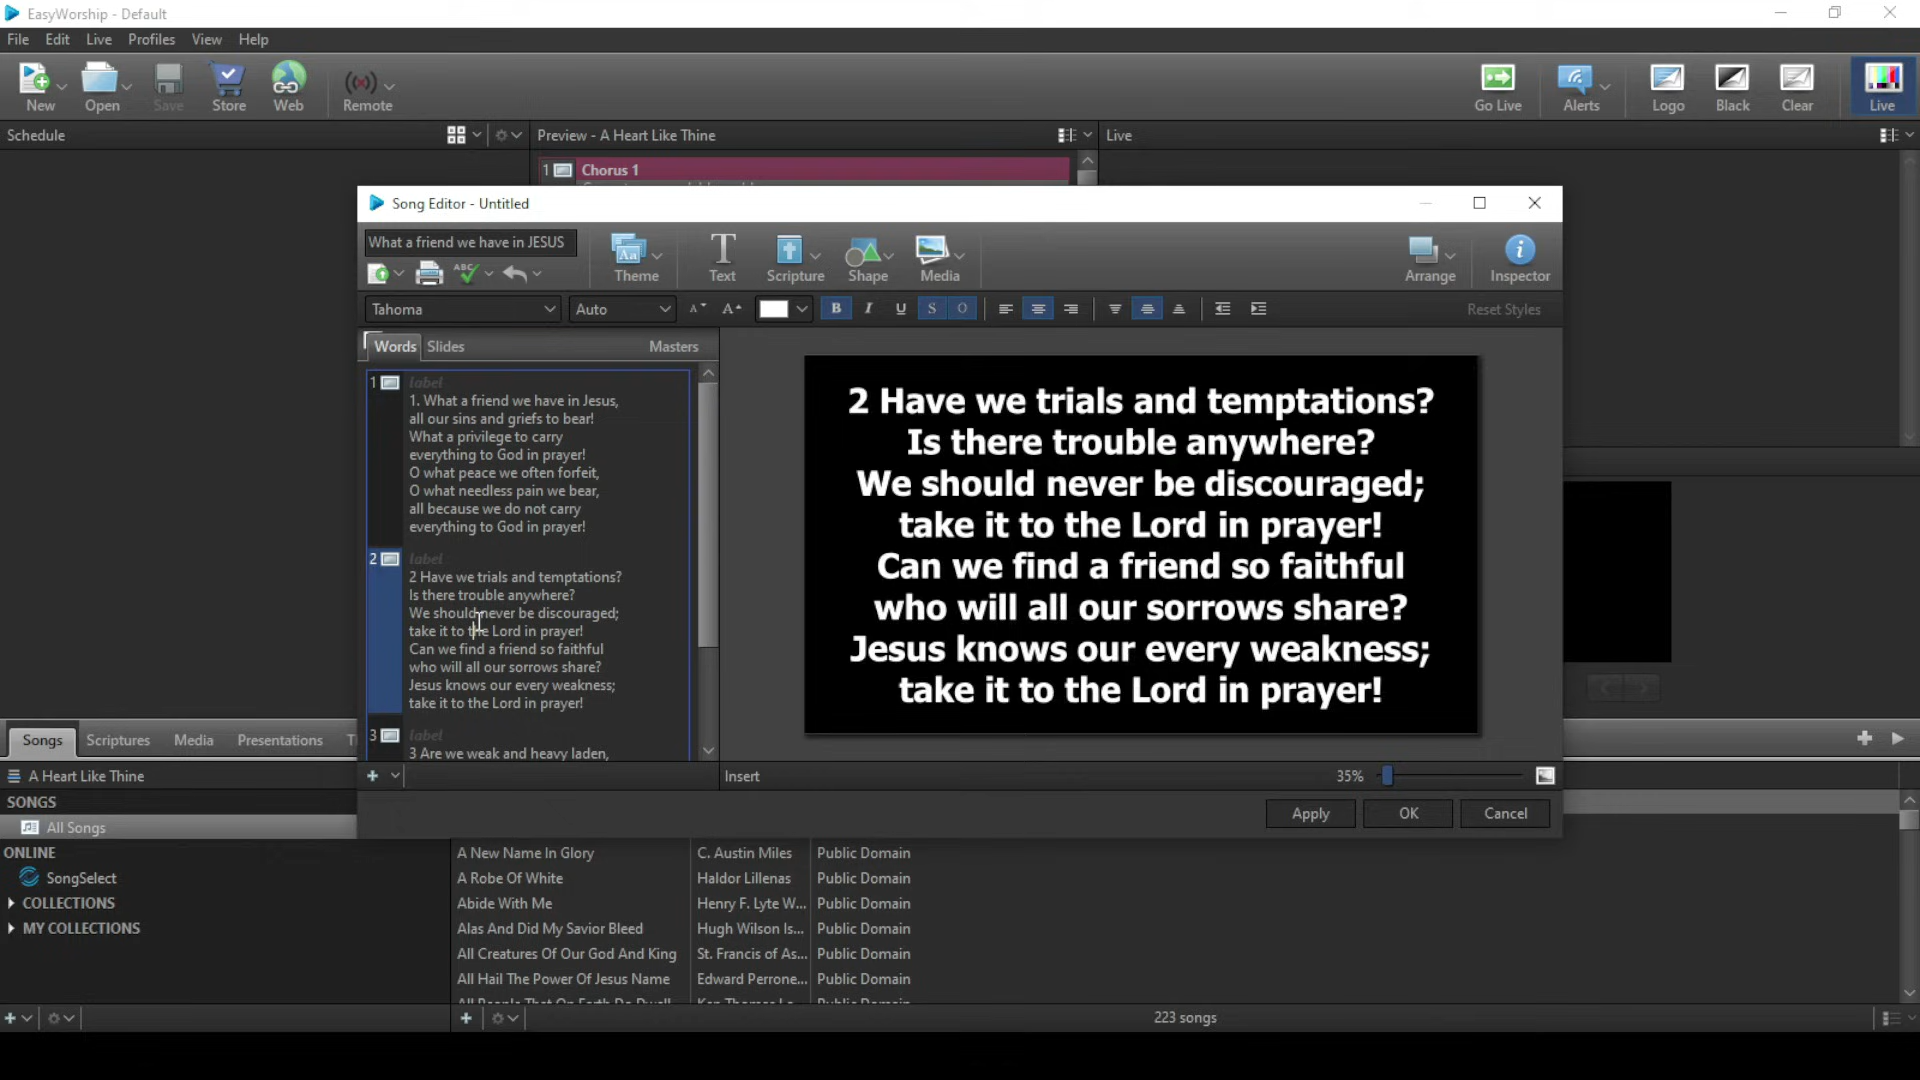 EasyWorship - Default
File Edit Live Profiles View Help
New Open Save Store Web Remote Go Live Alerts Logo Black Clear Live
Schedule
Preview - A Heart Like Thine
Live
1 Chorus 1
Song Editor - Untitled
What a friend we have in JESUS
ABC
Theme Text Scripture Shape Media Arrange Inspector
Tahoma Auto B I U S O Reset Styles
Words Slides Masters
1 label
1. What a friend we have in Jesus,
all our sins and griefs to bear!
What a privilege to carry
everything to God in prayer!
O what peace we often forfeit,
O what needless pain we bear,
all because we do not carry
everything to God in prayer!
2 label
2 Have we trials and temptations?
Is there trouble anywhere?
We should never be discouraged;
take it to the Lord in prayer!
Can we find a friend so faithful
who will all our sorrows share?
Jesus knows our every weakness;
take it to the Lord in prayer!
3 label
3 Are we weak and heavy laden,
2 Have we trials and temptations?
Is there trouble anywhere?
We should never be discouraged;
take it to the Lord in prayer!
Can we find a friend so faithful
who will all our sorrows share?
Jesus knows our every weakness;
take it to the Lord in prayer!
Insert 35%
Apply OK Cancel
Songs Scriptures Media Presentations
A Heart Like Thine
SONGS
All Songs
ONLINE
SongSelect
COLLECTIONS
MY COLLECTIONS
A New Name In Glory C. Austin Miles Public Domain
A Robe Of White Haldor Lillenas Public Domain
Abide With Me Henry F. Lyte W... Public Domain
Alas And Did My Savior Bleed Hugh Wilson Is... Public Domain
All Creatures Of Our God And King St. Francis of As... Public Domain
All Hail The Power Of Jesus Name Edward Perrone... Public Domain
223 songs